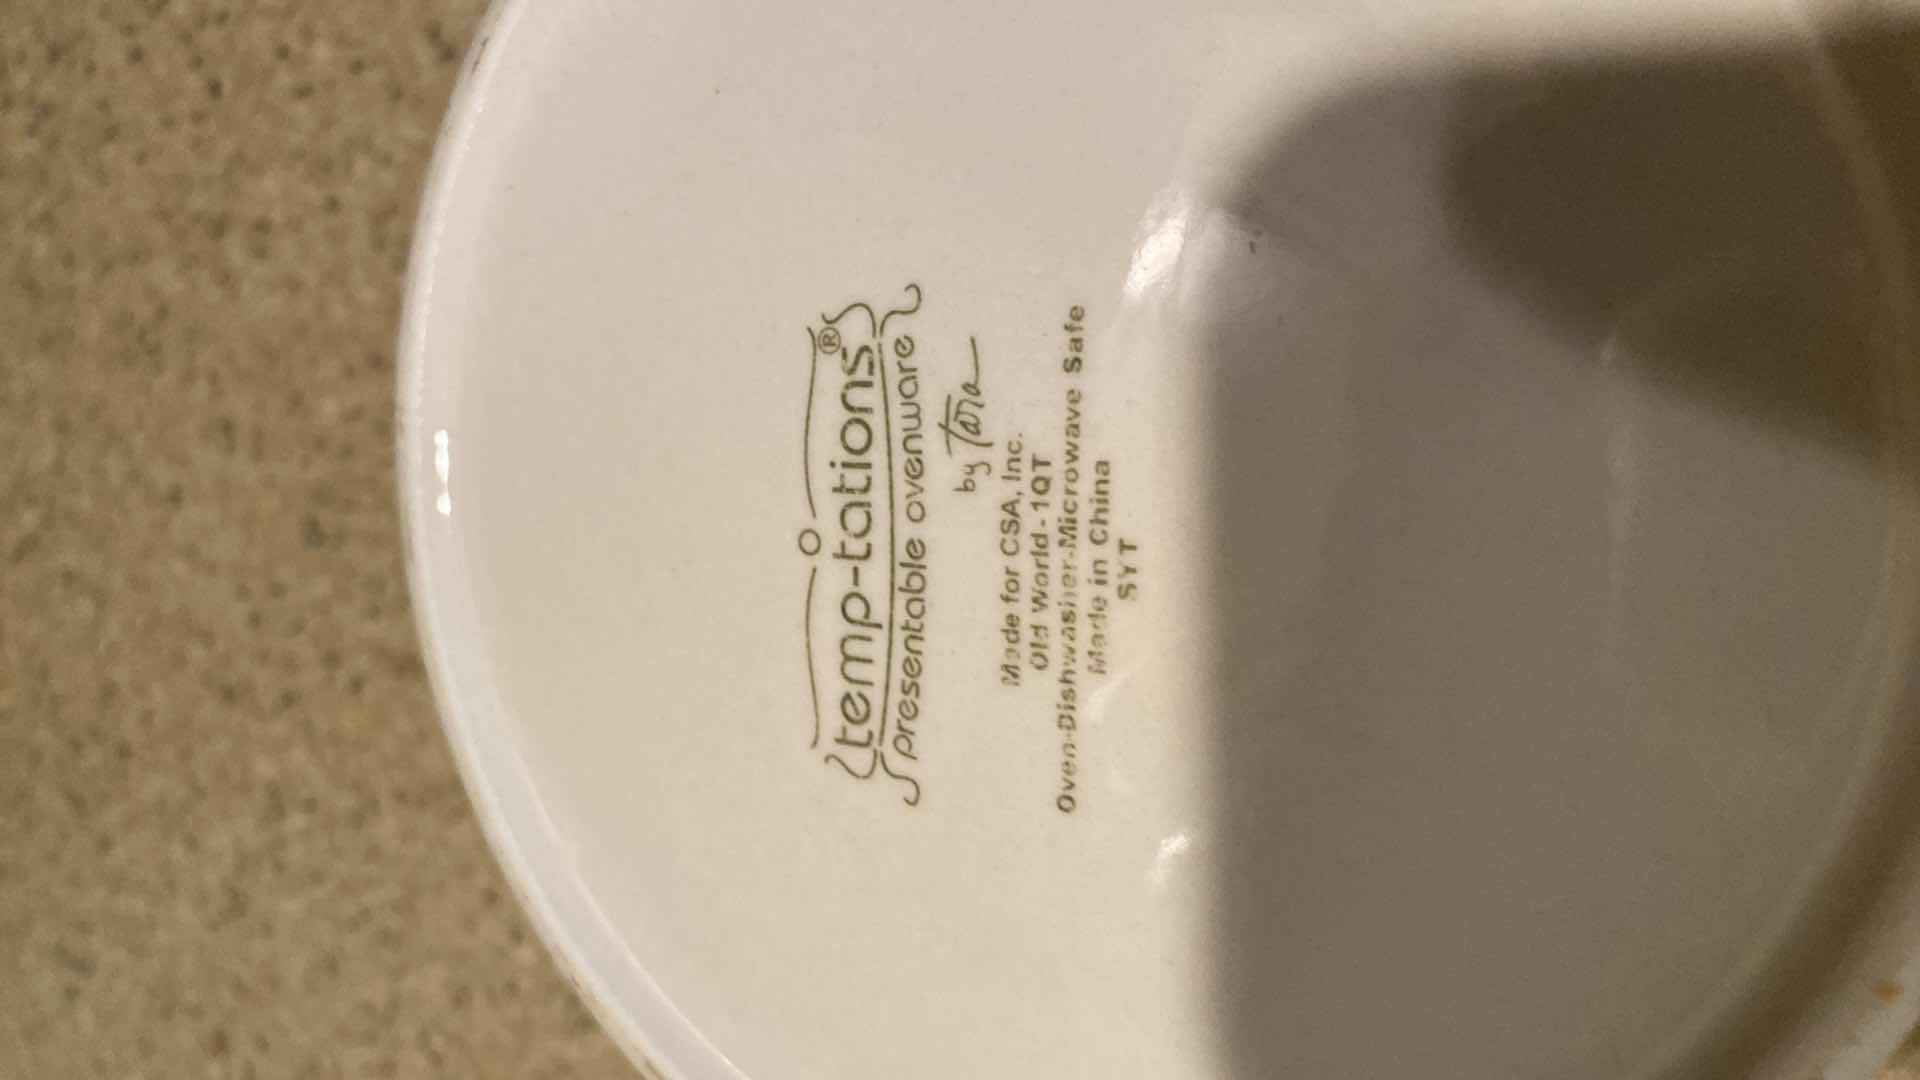 temp-tations®
presentable ovenware
by Tara
Made for CSA, Inc.
Old World-1QT
Oven-Dishwasher-Microwave Safe
Made in China
SYT